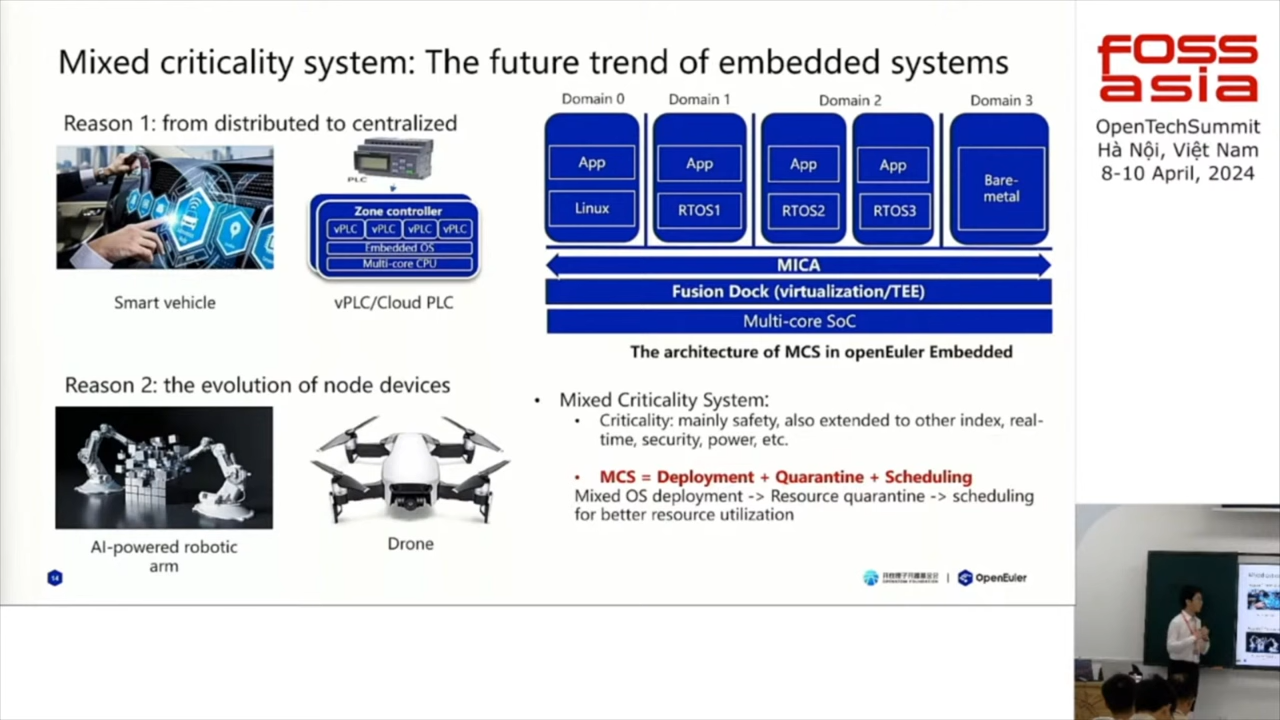 Mixed criticality system: The future trend of embedded systems
Reason 1: from distributed to centralized
PLC
Zone controller
vPLC vPLC vPLC vPLC
Embedded OS
Multi-core CPU
Smart vehicle
vPLC/Cloud PLC
Reason 2: the evolution of node devices
AI-powered robotic
arm
Drone
Domain 0 Domain 1 Domain 2 Domain 3
App App App App
Linux RTOS1 RTOS2 RTOS3
Bare-
metal
MICA
Fusion Dock (virtualization/TEE)
Multi-core SoC
The architecture of MCS in openEuler Embedded
• Mixed Criticality System:
• Criticality: mainly safety, also extended to other index, real-
time, security, power, etc.
• MCS = Deployment + Quarantine + Scheduling
Mixed OS deployment -> Resource quarantine -> scheduling
for better resource utilization
14
OpenEuler
FOSS
asia
OpenTechSummit
Hà Nội, Việt Nam
8-10 April, 2024